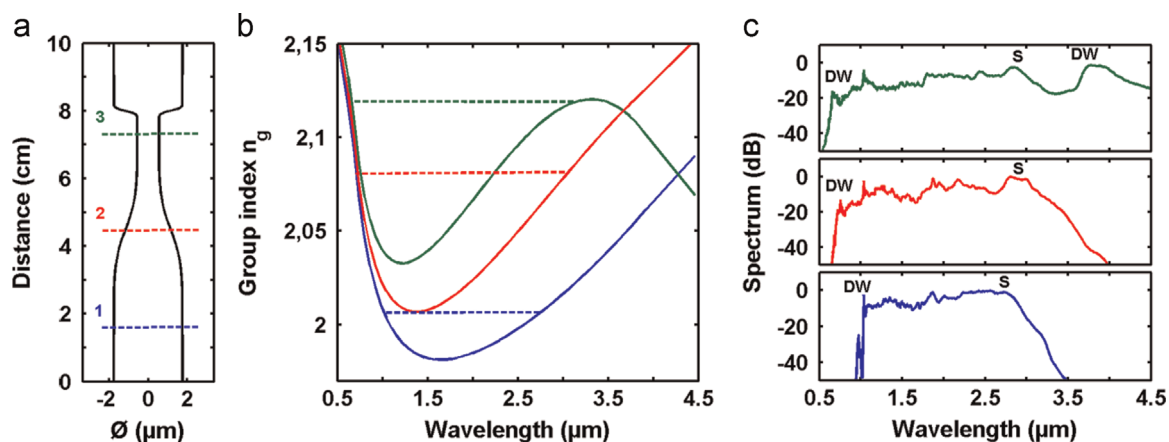 a
10
8
6
4
2
0
Distance (cm)
3
2
1
-2 0 2
Ø (µm)
b
2,15
2,1
2,05
2
Group index n_g
0.5 1.5 2.5 3.5 4.5
Wavelength (µm)
c
DW S DW
0
-20
-40
DW S
0
-20
-40
DW S
0
-20
-40
Spectrum (dB)
0.5 1.5 2.5 3.5 4.5
Wavelength (µm)